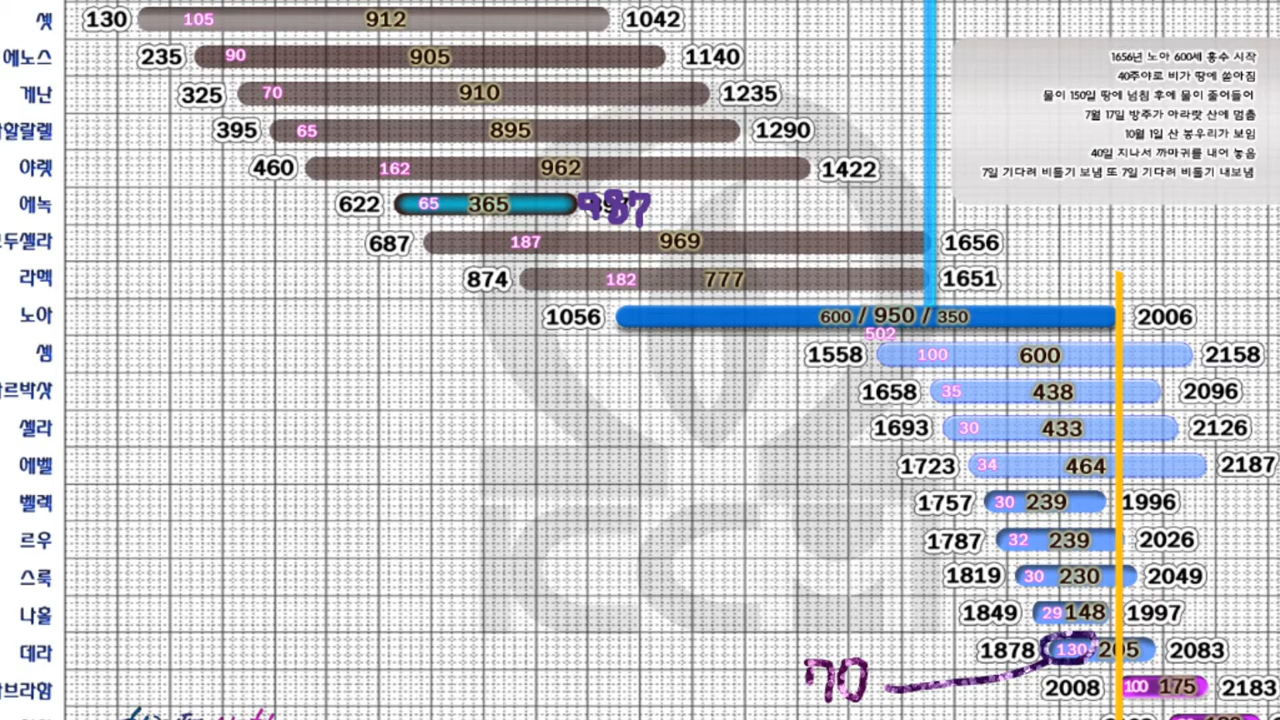 셋 130 105 912 1042
에노스 235 90 905 1140
게난 325 70 910 1235
할랄렐 395 65 895 1290
야렛 460 162 962 1422
에녹 622 65 365 987
두셀라 687 187 969 1656
라멕 874 182 777 1651
노아 1056 600 / 950 / 350 2006
502
셈 1558 100 600 2158
르박삿 1658 35 438 2096
셀라 1693 30 433 2126
에벨 1723 34 464 2187
벨렉 1757 30 239 1996
르우 1787 32 239 2026
스룩 1819 30 230 2049
나홀 1849 29 148 1997
데라 1878 130 205 2083
70
브라함 2008 100 175 2183
1656년 노아 600세 홍수 시작
40주야로 비가 땅에 쏟아짐
물이 150일 땅에 넘침 후에 물이 줄어들어
7월 17일 방주가 아라랏 산에 멈춤
10월 1일 산 봉우리가 보임
40일 지나서 까마귀를 내어 놓음
7일 기다려 비둘기 보냄 또 7일 기다려 비둘기 내보냄